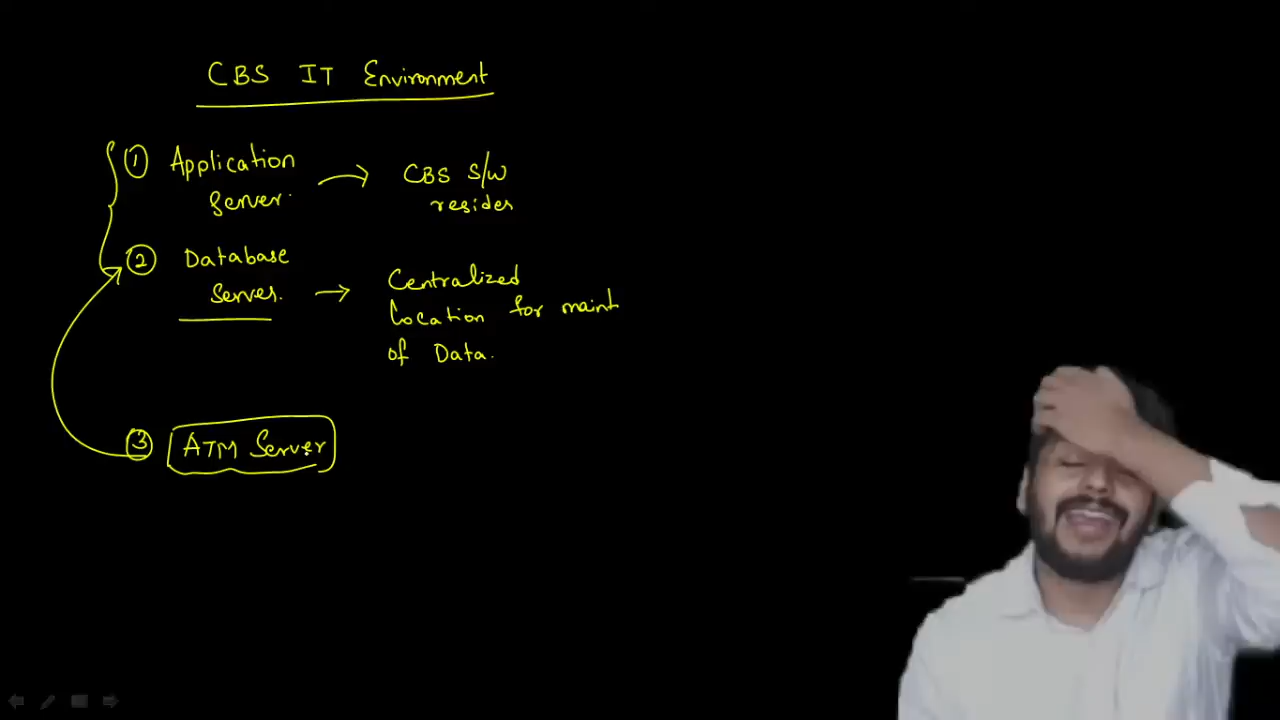 CBS IT Environment
① Application
Server.
CBS S/W
resides
② Database
Server.
Centralized
location for maint
of Data.
③ ATM Server